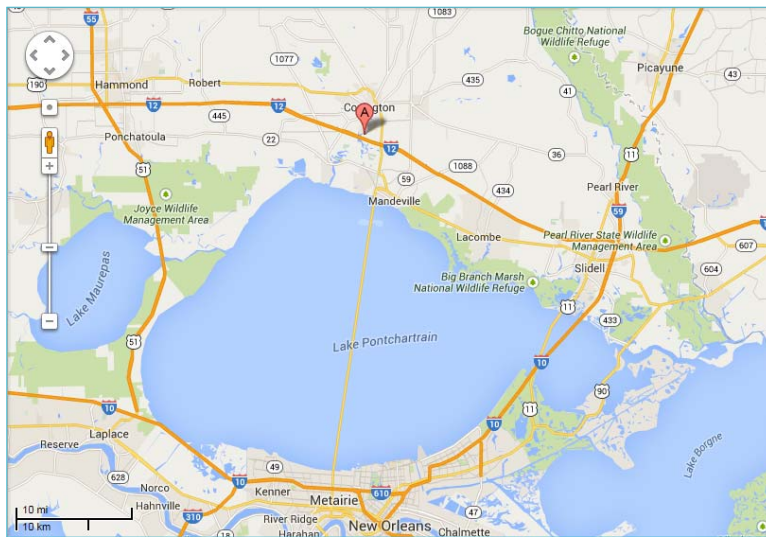 55
1083
Bogue Chitto National
Wildlife Refuge
1077
Picayune
190
Hammond
Robert
435
43
41
12
12
Covington
A
445
Ponchatoula
22
12
36
11
51
1088
59
434
Pearl River
Joyce Wildlife
Management Area
Mandeville
59
Lacombe
Pearl River State Wildlife
Management Area
607
Slidell
604
Lake Maurepas
Big Branch Marsh
National Wildlife Refuge
11
433
51
Lake Pontchartrain
10
90
10
11
10
Laplace
Reserve
49
Lake Borgne
628
10
Norco
Kenner
610
Metairie
Hahnville
10 mi
47
310
River Ridge
New Orleans
10 km
18
Harahan
Chalmette